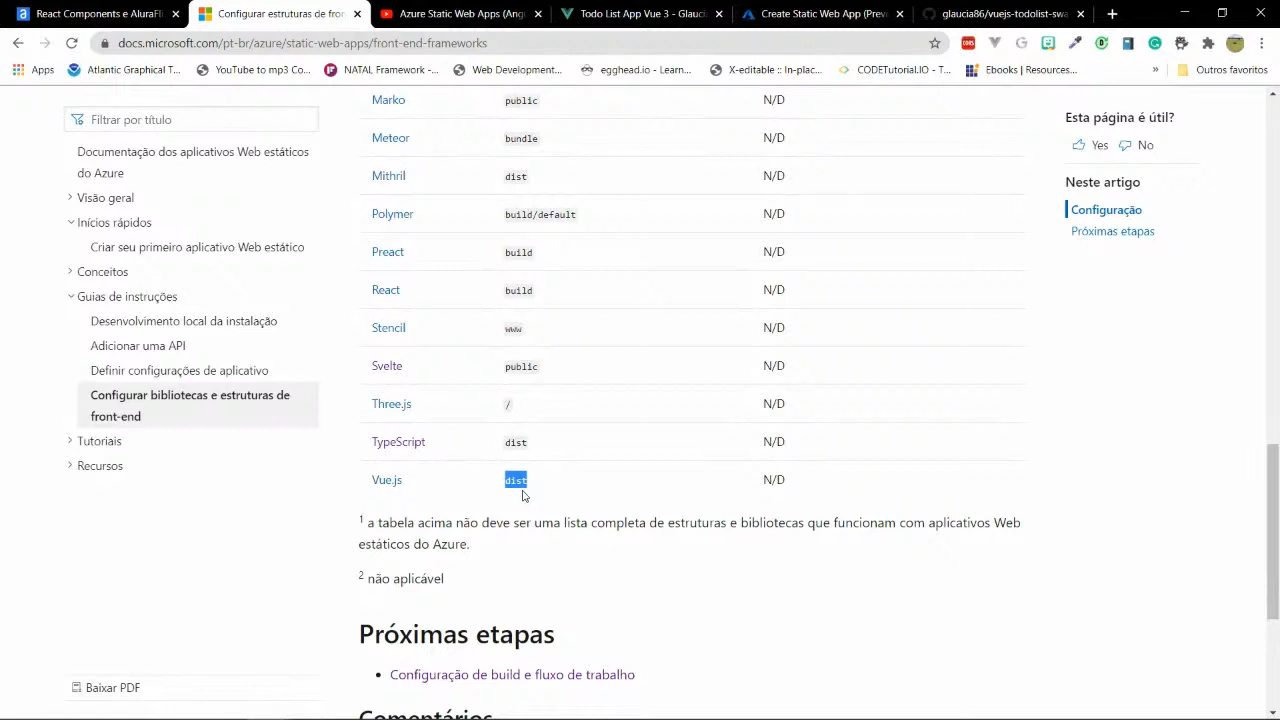 React Components e AluraFl
Configurar estruturas de fron
Azure Static Web Apps (Ang
Todo List App Vue 3 - Glauci
Create Static Web App (Prev
glaucia86/vuejs-todolist-swa
docs.microsoft.com/pt-br/azure/static-web-apps/front-end-frameworks
Apps
Atlantic Graphical T...
YouTube to mp3 Co...
NATAL Framework -...
Web Development...
egghead.io - Learn...
X-editable :: In-plac...
CODETutorial.IO - T...
Ebooks | Resources...
»
Outros favoritos
Filtrar por título
Documentação dos aplicativos Web estáticos
do Azure
Visão geral
Inícios rápidos
Criar seu primeiro aplicativo Web estático
Conceitos
Guias de instruções
Desenvolvimento local da instalação
Adicionar uma API
Definir configurações de aplicativo
Configurar bibliotecas e estruturas de
front-end
Tutoriais
Recursos
Baixar PDF
Marko public N/D
Meteor bundle N/D
Mithril dist N/D
Polymer build/default N/D
Preact build N/D
React build N/D
Stencil www N/D
Svelte public N/D
Three.js / N/D
TypeScript dist N/D
Vue.js dist N/D
1 a tabela acima não deve ser uma lista completa de estruturas e bibliotecas que funcionam com aplicativos Web
estáticos do Azure.
2 não aplicável
Próximas etapas
• Configuração de build e fluxo de trabalho
Comentários
Esta página é útil?
Yes No
Neste artigo
Configuração
Próximas etapas